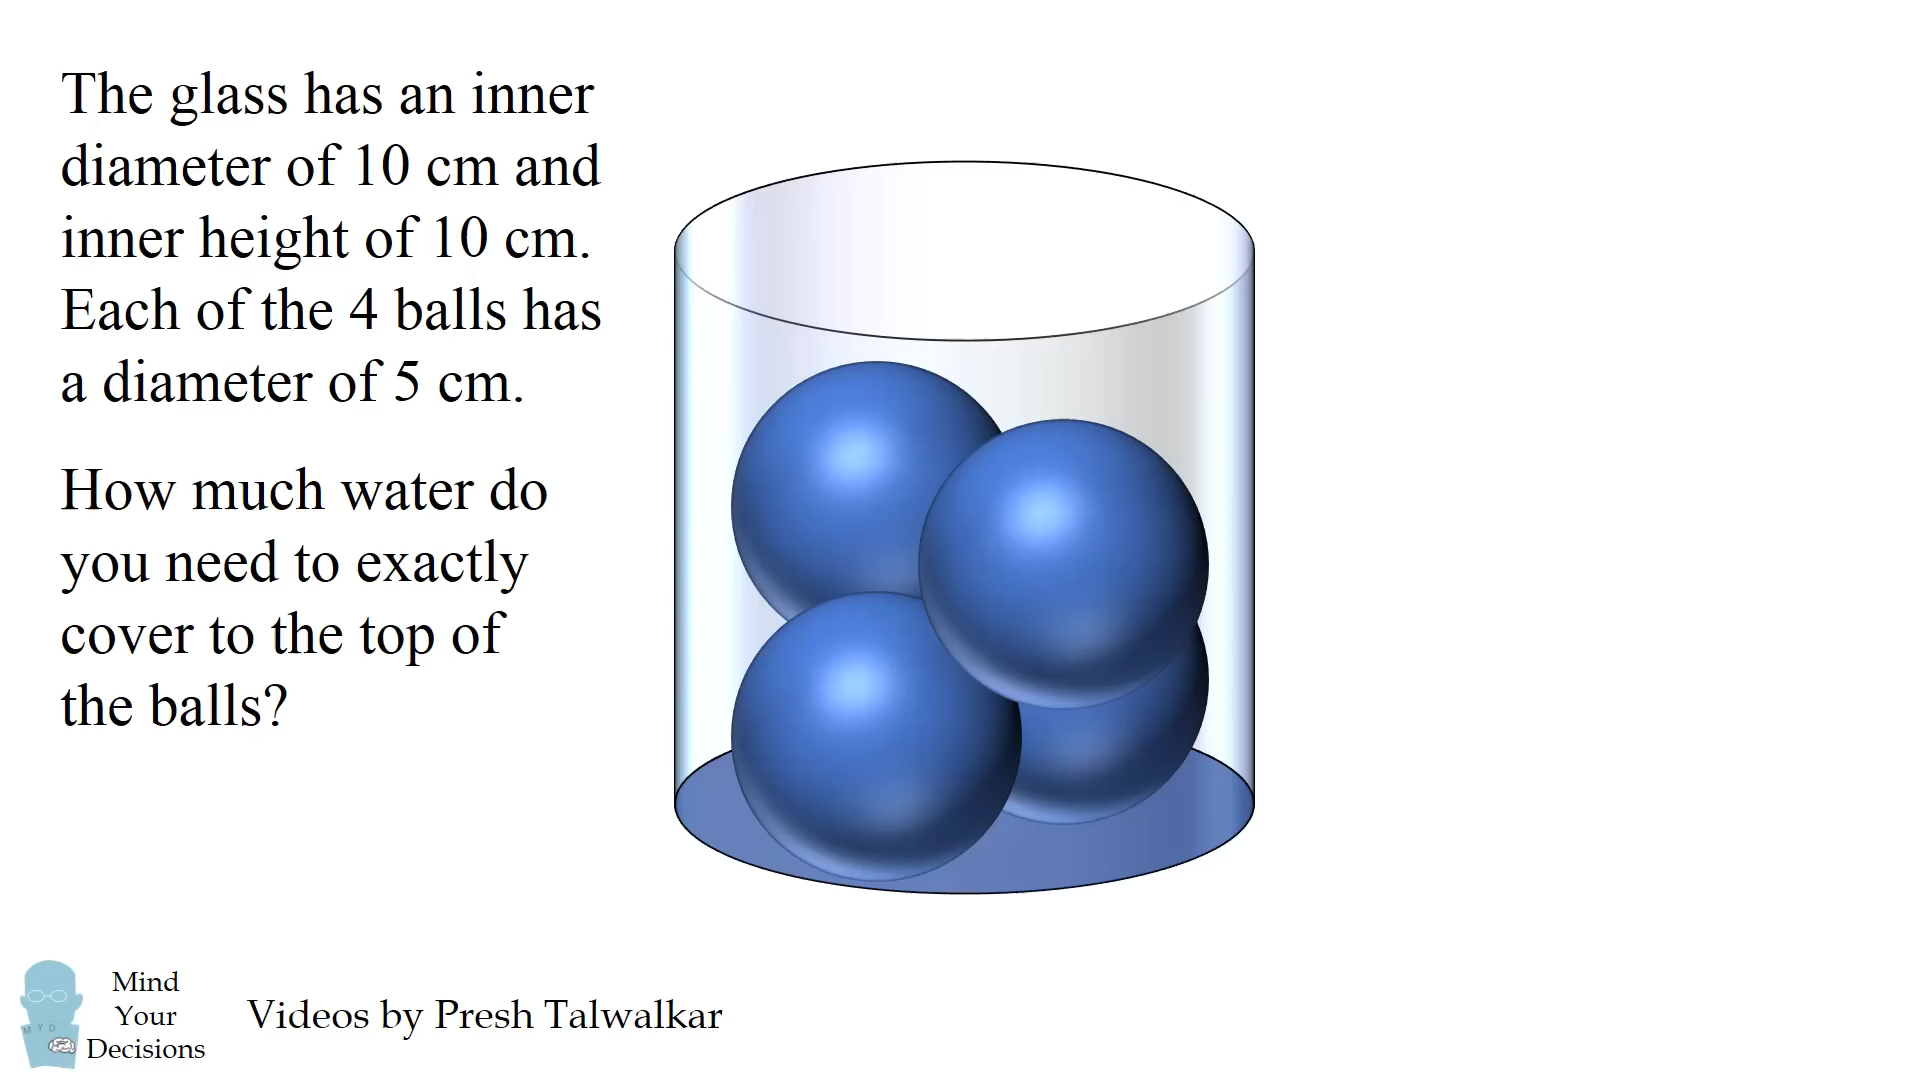 The glass has an inner
diameter of 10 cm and
inner height of 10 cm.
Each of the 4 balls has
a diameter of 5 cm.
How much water do
you need to exactly
cover to the top of
the balls?
M Y D
Mind
Your
Decisions
Videos by Presh Talwalkar